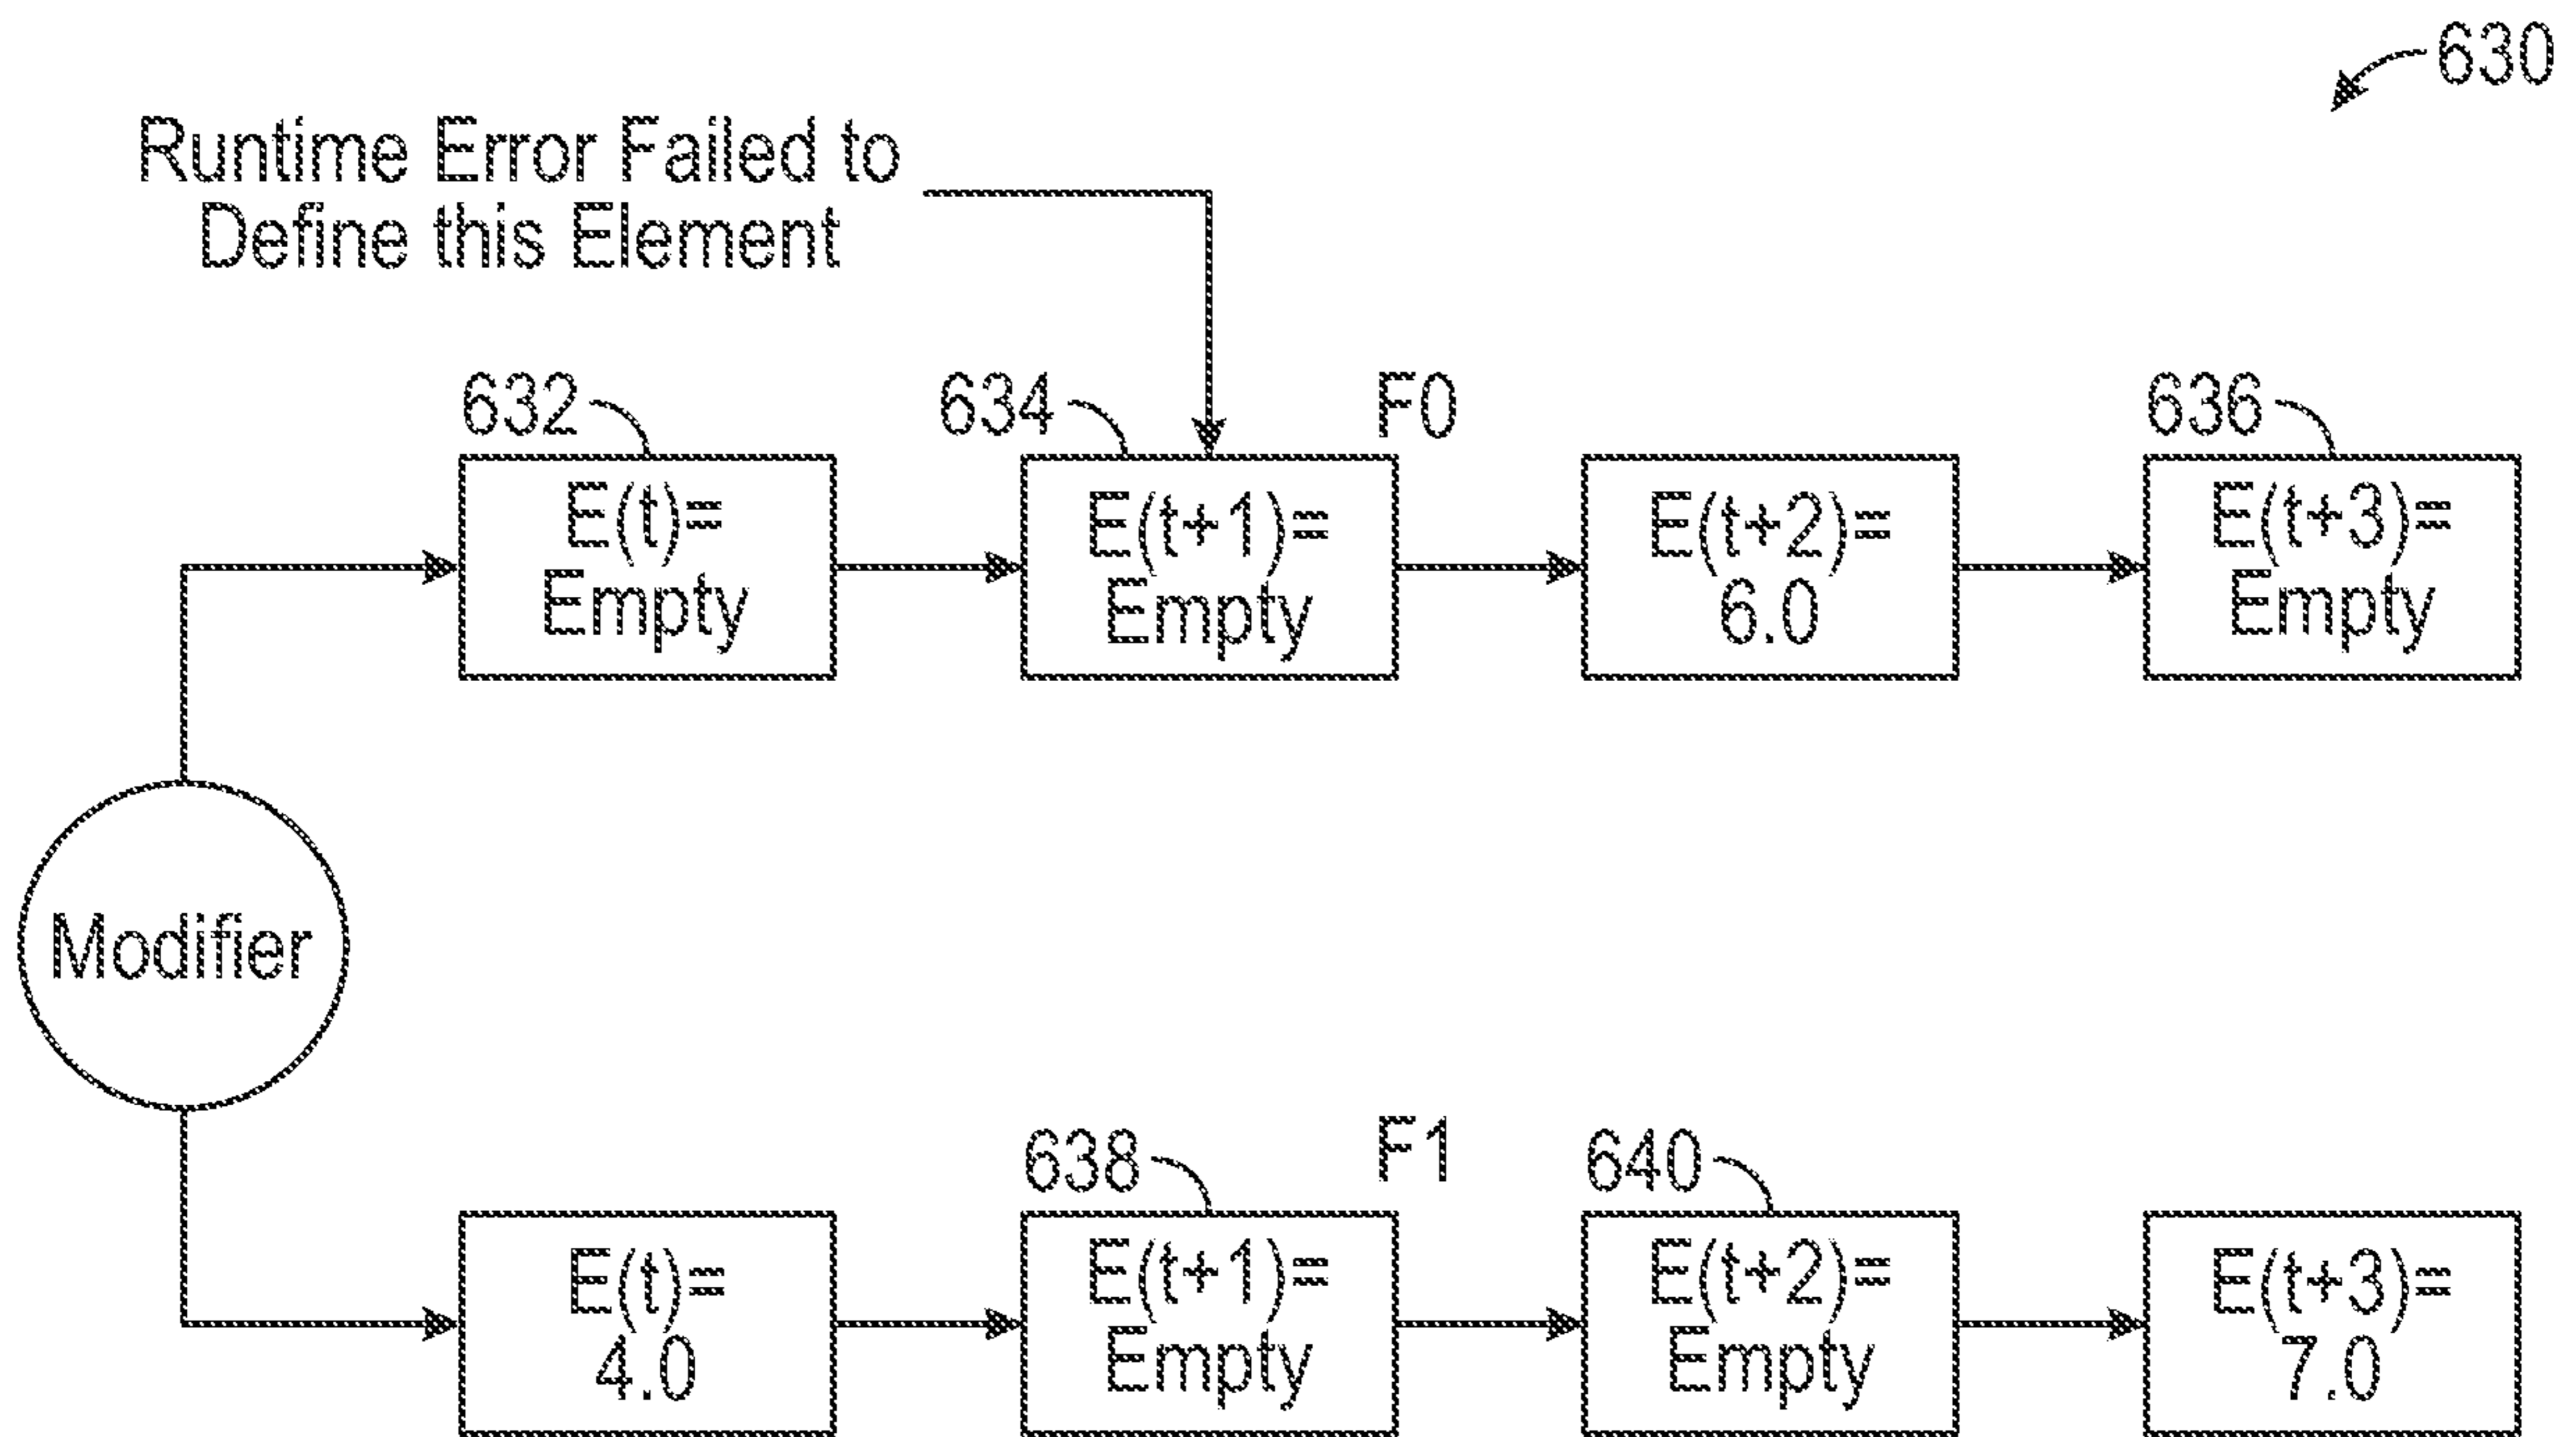 630
Runtime Error Failed to
Define this Element
632
634
F0
636
E(t)=
Empty
E(t+1)=
Empty
E(t+2)=
6.0
E(t+3)=
Empty
Modifier
638
F1
640
E(t)=
4.0
E(t+1)=
Empty
E(t+2)=
Empty
E(t+3)=
7.0